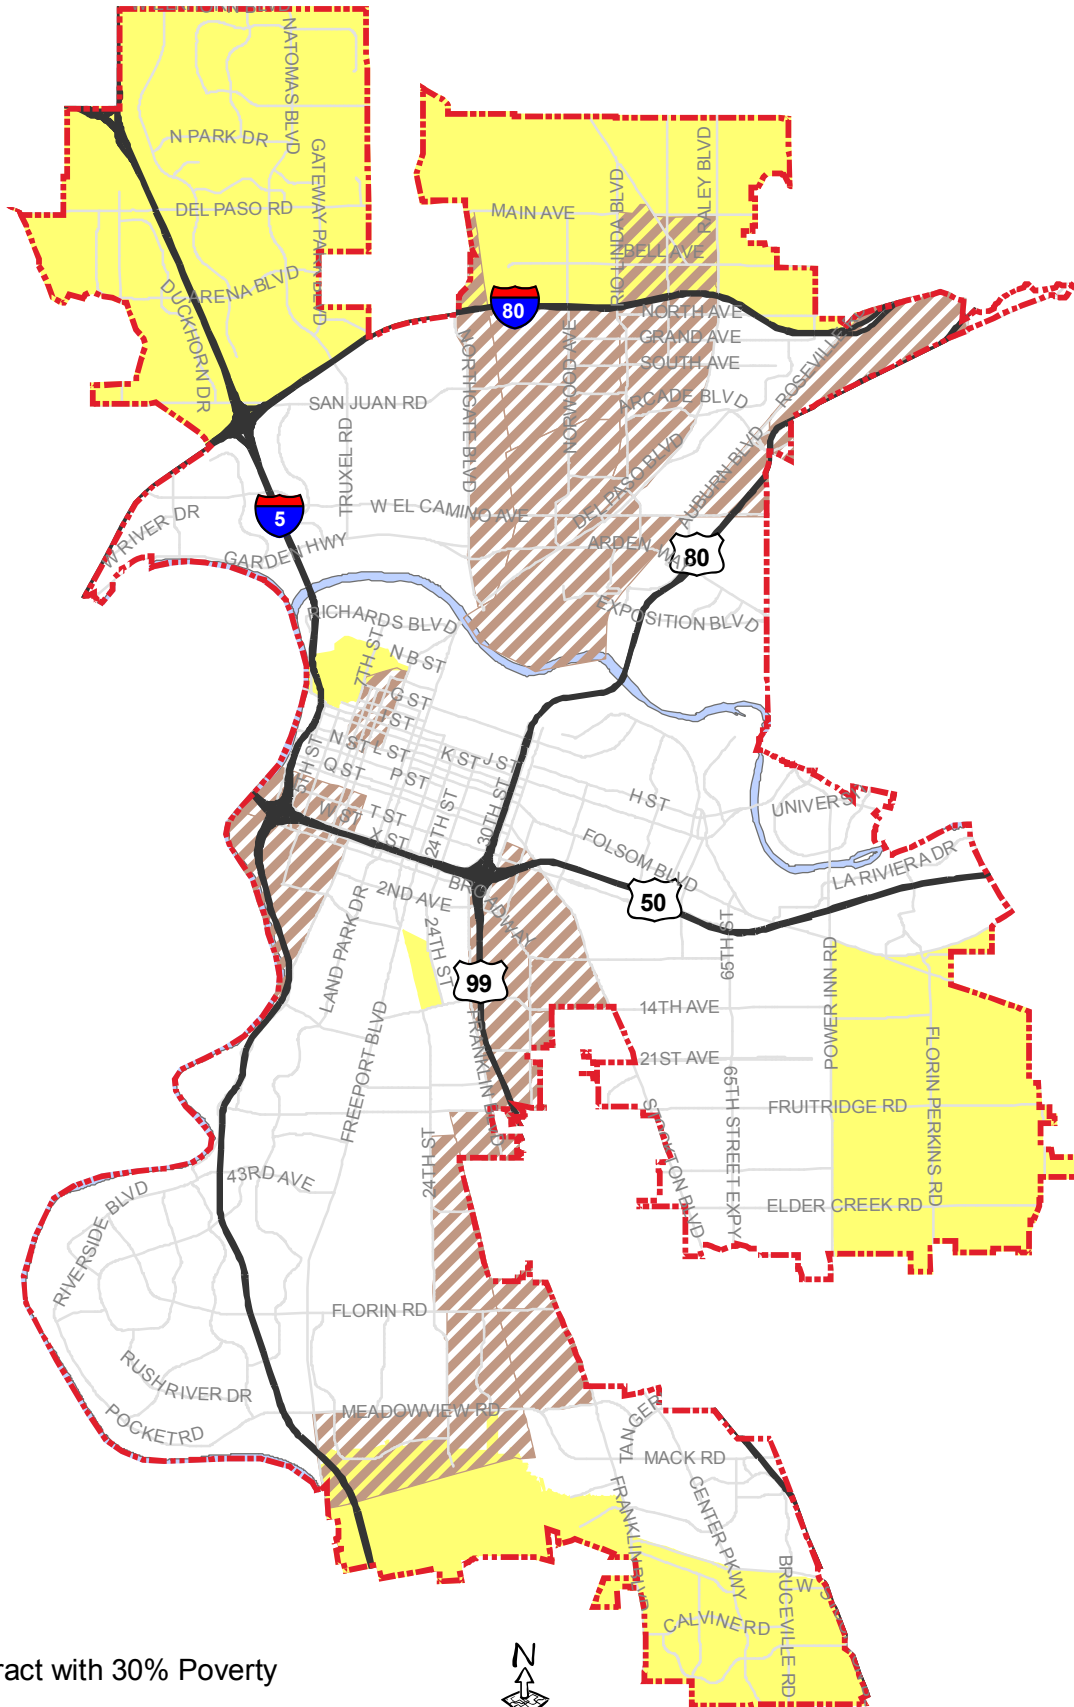 NATOMAS BLVD
N PARK DR
GATEWAY PARK BLVD
DEL PASO RD
ARENA BLVD
DUCKHORN DR
MAIN AVE
RIO LINDA BLVD
RALEY BLVD
BELL AVE
80
NORTH AVE
GRAND AVE
SOUTH AVE
NORWOOD AVE
NORTHGATE BLVD
ARCADE BLVD
SAN JUAN RD
TRUXEL RD
DEL PASO BLVD
AUBURN BLVD
5
W EL CAMINO AVE
W RIVER DR
GARDEN HWY
ARDEN WAY
80
EXPOSITION BLVD
RICHARDS BLVD
7TH ST
N B ST
G ST
I ST
N ST
L ST
K ST
J ST
5TH ST
Q ST
P ST
H ST
UNIVERSI
W ST
T ST
X ST
24TH ST
30TH ST
FOLSOM BLVD
LA RIVIERA DR
2ND AVE
BROADWAY
50
LAND PARK DR
24TH ST
99
65TH ST
POWER INN RD
14TH AVE
FREEPORT BLVD
FRANKLIN BLVD
21ST AVE
FLORIN PERKINS RD
65TH STREET EXPY
STOCKTON BLVD
FRUITRIDGE RD
24TH ST
43RD AVE
RIVERSIDE BLVD
ELDER CREEK RD
FLORIN RD
RUSH RIVER DR
POCKET RD
MEADOWVIEW RD
MACK RD
FRANKLIN BLVD
CENTER PKWY
BRUCEVILLE RD
CALVINE RD
ract with 30% Poverty
N